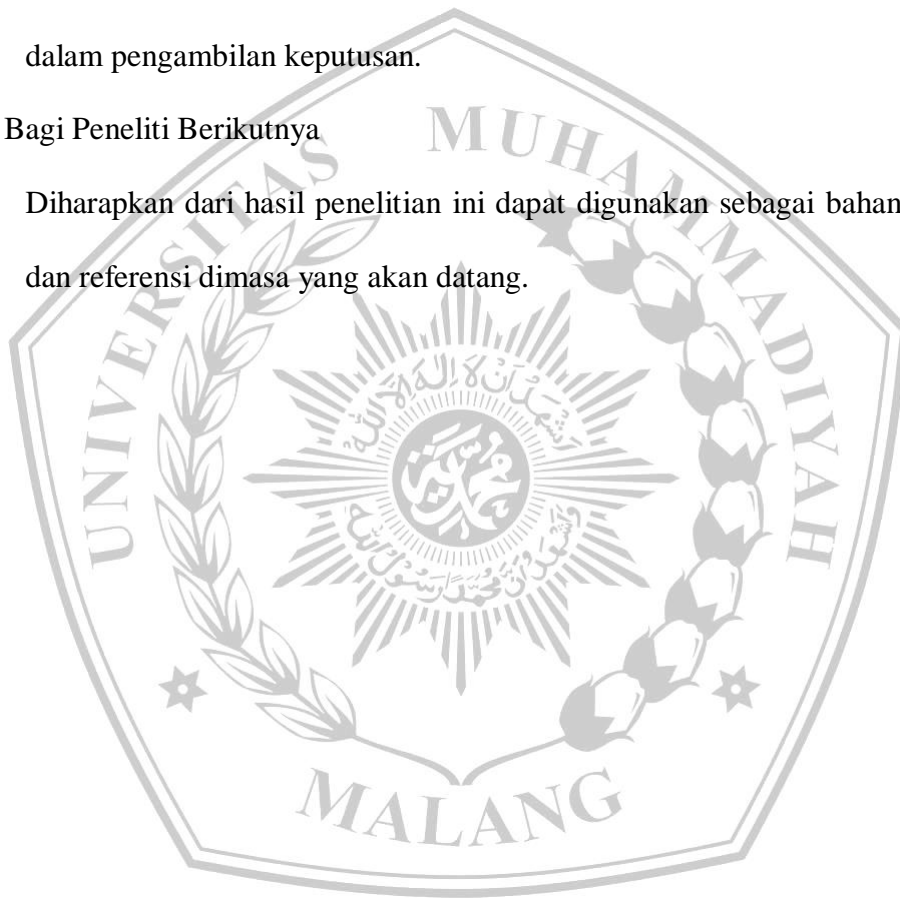 dalam pengambilan keputusan.
Bagi Peneliti Berikutnya
Diharapkan dari hasil penelitian ini dapat digunakan sebagai bahan
dan referensi dimasa yang akan datang.
UNIVERSITAS MUHAMMADIYAH
MALANG